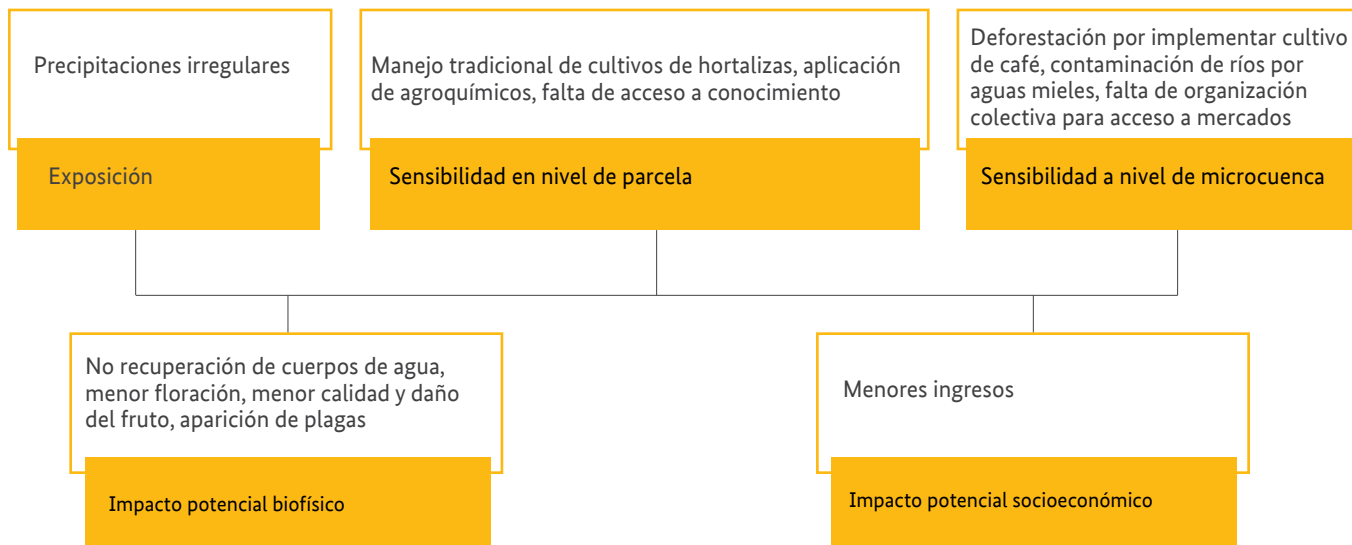 Precipitaciones irregulares
Exposición
Manejo tradicional de cultivos de hortalizas, aplicación
de agroquímicos, falta de acceso a conocimiento
Sensibilidad en nivel de parcela
Deforestación por implementar cultivo
de café, contaminación de ríos por
aguas mieles, falta de organización
colectiva para acceso a mercados
Sensibilidad a nivel de microcuenca
No recuperación de cuerpos de agua,
menor floración, menor calidad y daño
del fruto, aparición de plagas
Impacto potencial biofísico
Menores ingresos
Impacto potencial socioeconómico